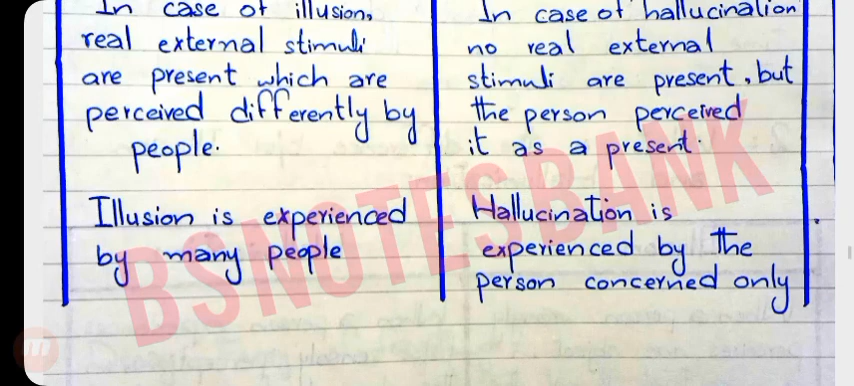 In case of illusion,
real external stimuli
are present which are
perceived differently by
people.
Illusion is experienced
by many people
In case of hallucination
no real external
stimuli are present, but
the person perceived
it as a present.
Hallucination is
experienced by the
person concerned only
BSNOTESBANK